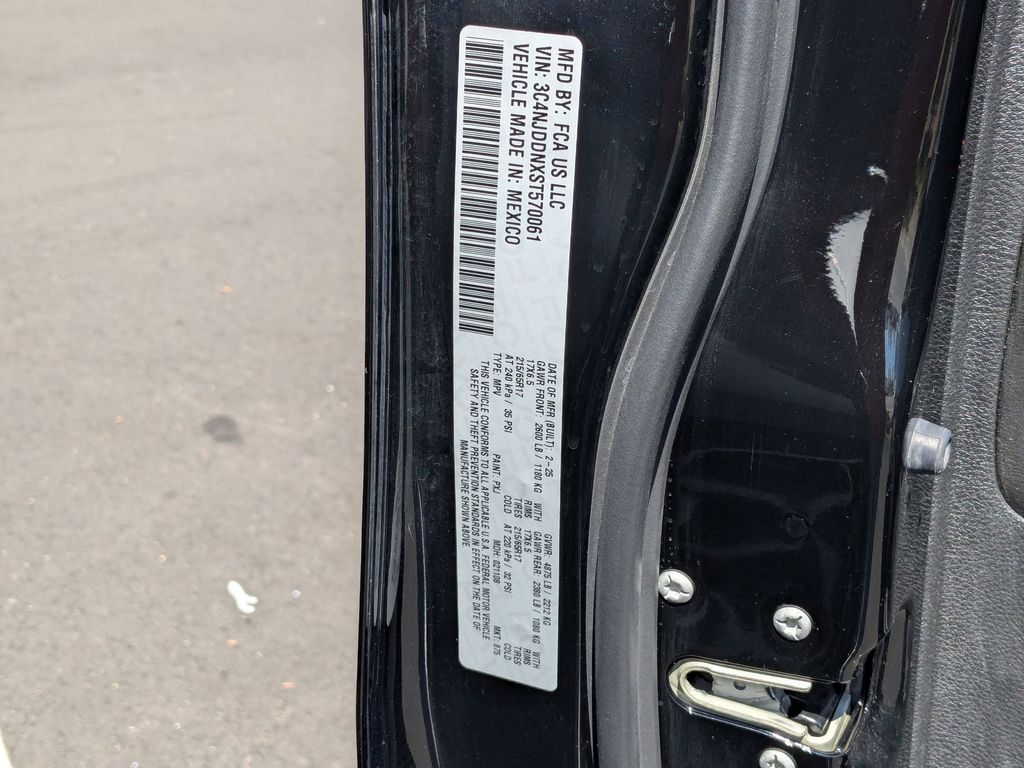 MFD BY: FCA US LLC
VIN: 3C4NJDDNXST570061
VEHICLE MADE IN: MEXICO
DATE OF MFR (BUILT): 2-25 GVWR: 4875 LB / 2212 KG
GAWR FRONT: 2600 LB / 1180 KG WITH GAWR REAR: 2380 LB / 1080 KG WITH
17X6.5 RIMS 17X6.5 RIMS
215/65R17 TIRES 215/65R17 TIRES
AT 240 kPa / 35 PSI COLD AT 220 kPa / 32 PSI COLD
TYPE: MPV PAINT: PXJ MDH: 021108 MKT: 875
THIS VEHICLE CONFORMS TO ALL APPLICABLE U.S.A. FEDERAL MOTOR VEHICLE
SAFETY AND THEFT PREVENTION STANDARDS IN EFFECT ON THE DATE OF
MANUFACTURE SHOWN ABOVE.